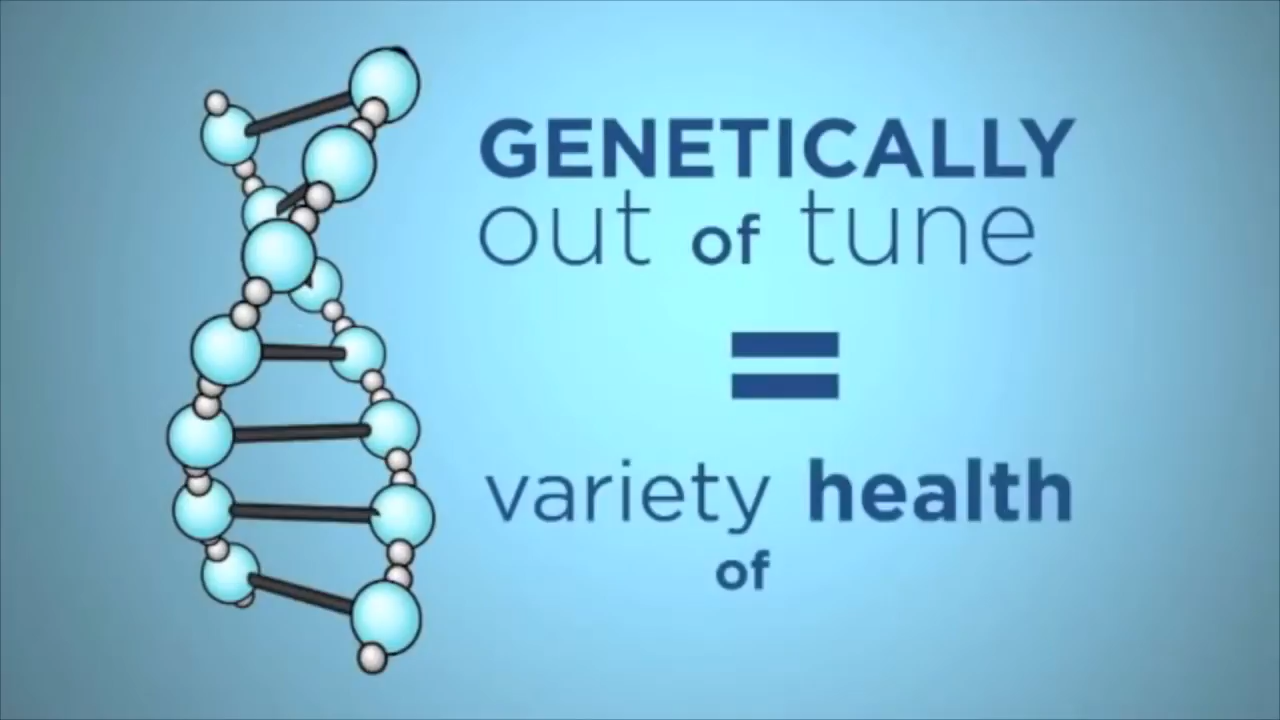 GENETICALLY
out of tune
=
variety health
of